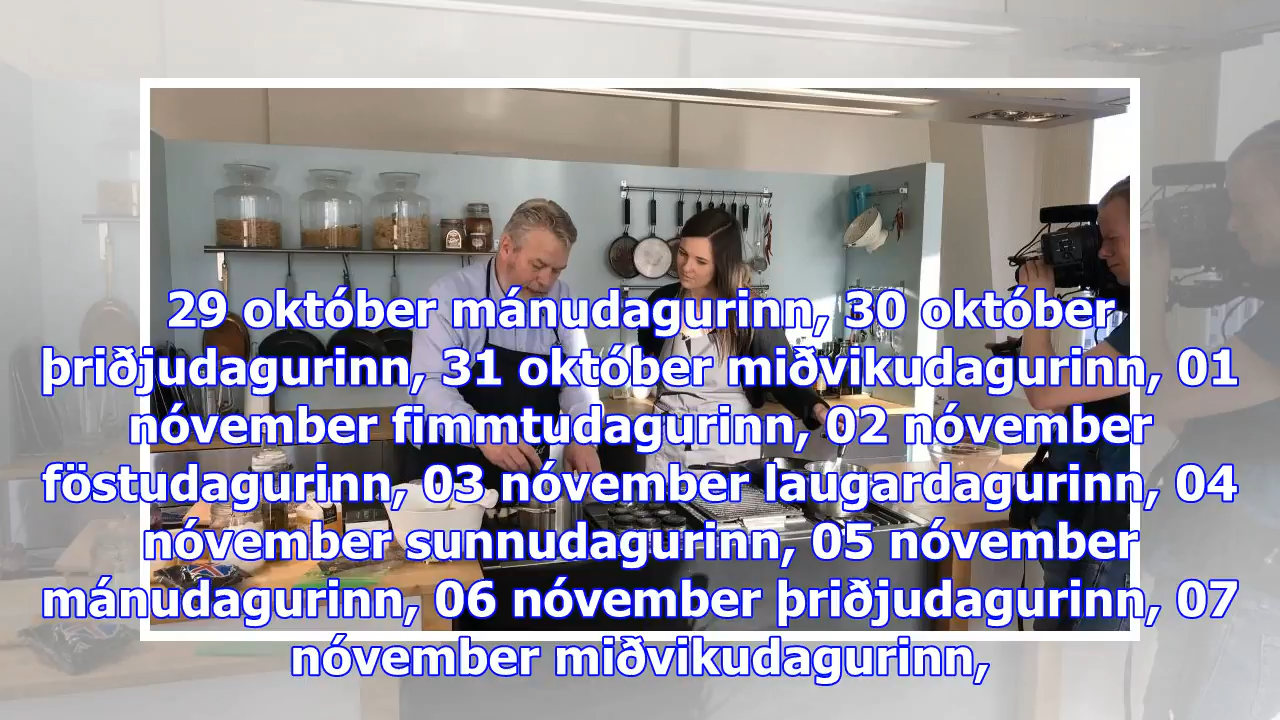 29 október mánudagurinn, 30 október
þriðjudagurinn, 31 október miðvikudagurinn, 01
nóvember fimmtudagurinn, 02 nóvember
föstudagurinn, 03 nóvember laugardagurinn, 04
nóvember sunnudagurinn, 05 nóvember
mánudagurinn, 06 nóvember þriðjudagurinn, 07
nóvember miðvikudagurinn,